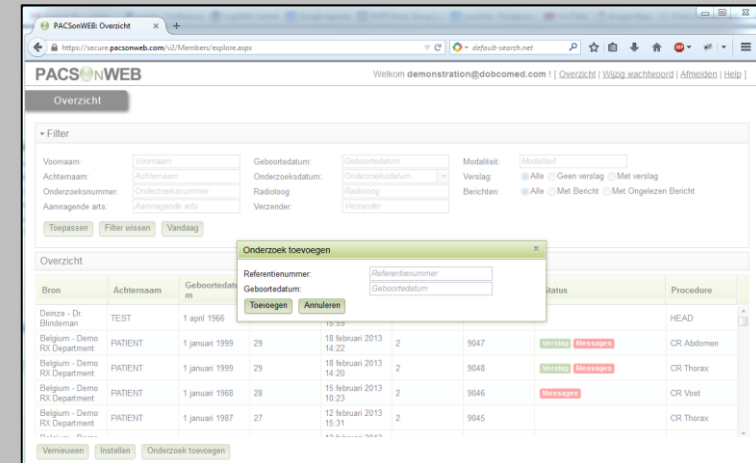 PACSonWEB: Overzicht
https://secure.pacsonweb.com/v2/Members/explore.aspx
default-search.net
PACSONWEB
Welkom demonstration@dobcomed.com ! [ Overzicht | Wijzig wachtwoord | Afmelden | Help ]
Overzicht
Filter
Voornaam: Voornaam Geboortedatum: Geboortedatum Modaliteit: Modaliteit
Achternaam: Achternaam Onderzoeksdatum: Onderzoeksdatum Verslag: Alle Geen verslag Met verslag
Onderzoeksnummer: Onderzoeksnummer Radioloog: Radioloog Berichten: Alle Met Bericht Met Ongelezen Bericht
Aanvragende arts: Aanvragende arts Verzender: Verzender
Toepassen Filter wissen Vandaag
Onderzoek toevoegen
Referentienummer: Referentienummer
Geboortedatum: Geboortedatum
Toevoegen Annuleren
Overzicht
Bron Achternaam Geboortedatum Status Procedure
Deinze - Dr. Blindeman TEST 1 april 1966 15:59 HEAD
Belgium - Demo RX Department PATIENT 1 januari 1999 29 18 februari 2013 14:22 2 9047 Verslag Messages CR Abdomen
Belgium - Demo RX Department PATIENT 1 januari 1999 29 18 februari 2013 14:20 2 9048 Verslag Messages CR Thorax
Belgium - Demo RX Department PATIENT 1 januari 1968 28 15 februari 2013 10:23 2 9046 Messages CR Voet
Belgium - Demo RX Department PATIENT 1 januari 1987 27 12 februari 2013 15:31 2 9045 CR Thorax
Vernieuwen Instellen Onderzoek toevoegen